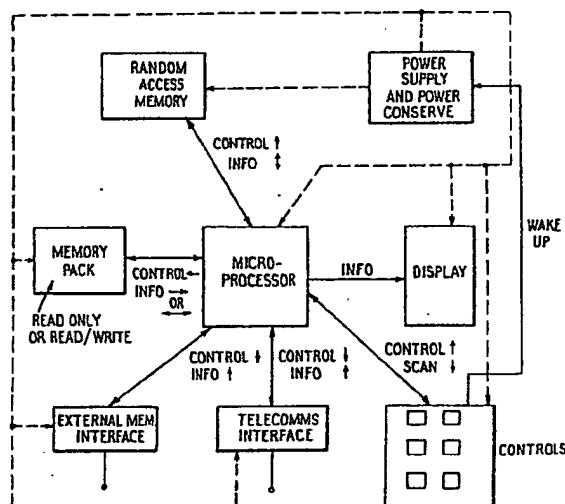 RANDOM
ACCESS
MEMORY
POWER
SUPPLY
AND POWER
CONSERVE
CONTROL ↑
INFO ↕
WAKE
UP
MEMORY
PACK
MICRO-
PROCESSOR
INFO
DISPLAY
CONTROL ←
INFO →
OR ↔
READ ONLY
OR READ/WRITE
CONTROL ↓
INFO ↑
CONTROL ↓
INFO ↑
CONTROL ↑
SCAN ↓
EXTERNAL MEM.
INTERFACE
TELECOMMS
INTERFACE
CONTROLS